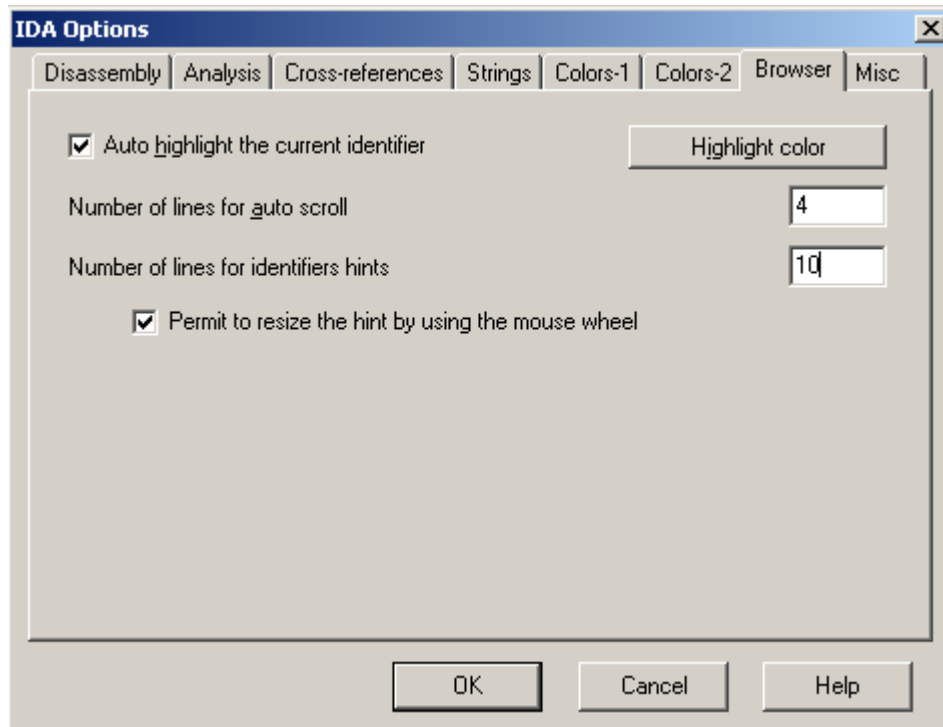 IDA Options
Disassembly Analysis Cross-references Strings Colors-1 Colors-2 Browser Misc
Auto highlight the current identifier Highlight color
Number of lines for auto scroll 4
Number of lines for identifiers hints 10
Permit to resize the hint by using the mouse wheel
OK Cancel Help